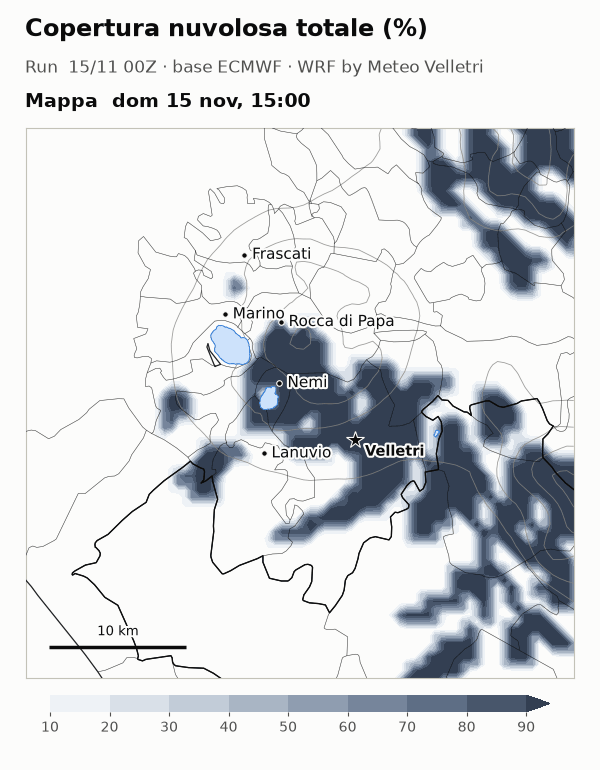 Copertura nuvolosa totale (%)
Run  15/11 00Z · base ECMWF · WRF by Meteo Velletri
Mappa  dom 15 nov, 15:00
Frascati
Marino
Rocca di Papa
Nemi
Velletri
Lanuvio
10 km
10 20 30 40 50 60 70 80 90